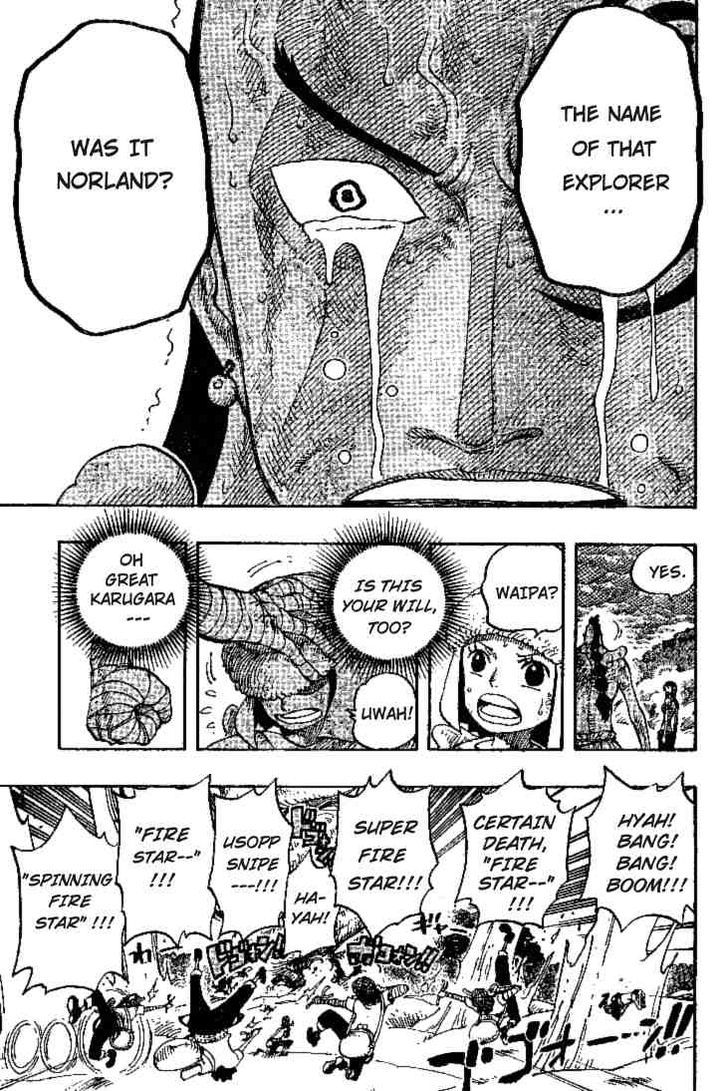 THE NAME
OF THAT
EXPLORER
...
WAS IT
NORLAND?
YES.
WAIPA?
IS THIS
YOUR WILL,
TOO?
UWAH!
OH
GREAT
KARUGARA
---
HYAH!
BANG!
BANG!
BOOM!!!
CERTAIN
DEATH,
"FIRE
STAR--"
!!!
SUPER
FIRE
STAR!!!
HA-
YAH!
USOPP
SNIPE
---!!!
"FIRE
STAR--"
!!!
"SPINNING
FIRE
STAR" !!!